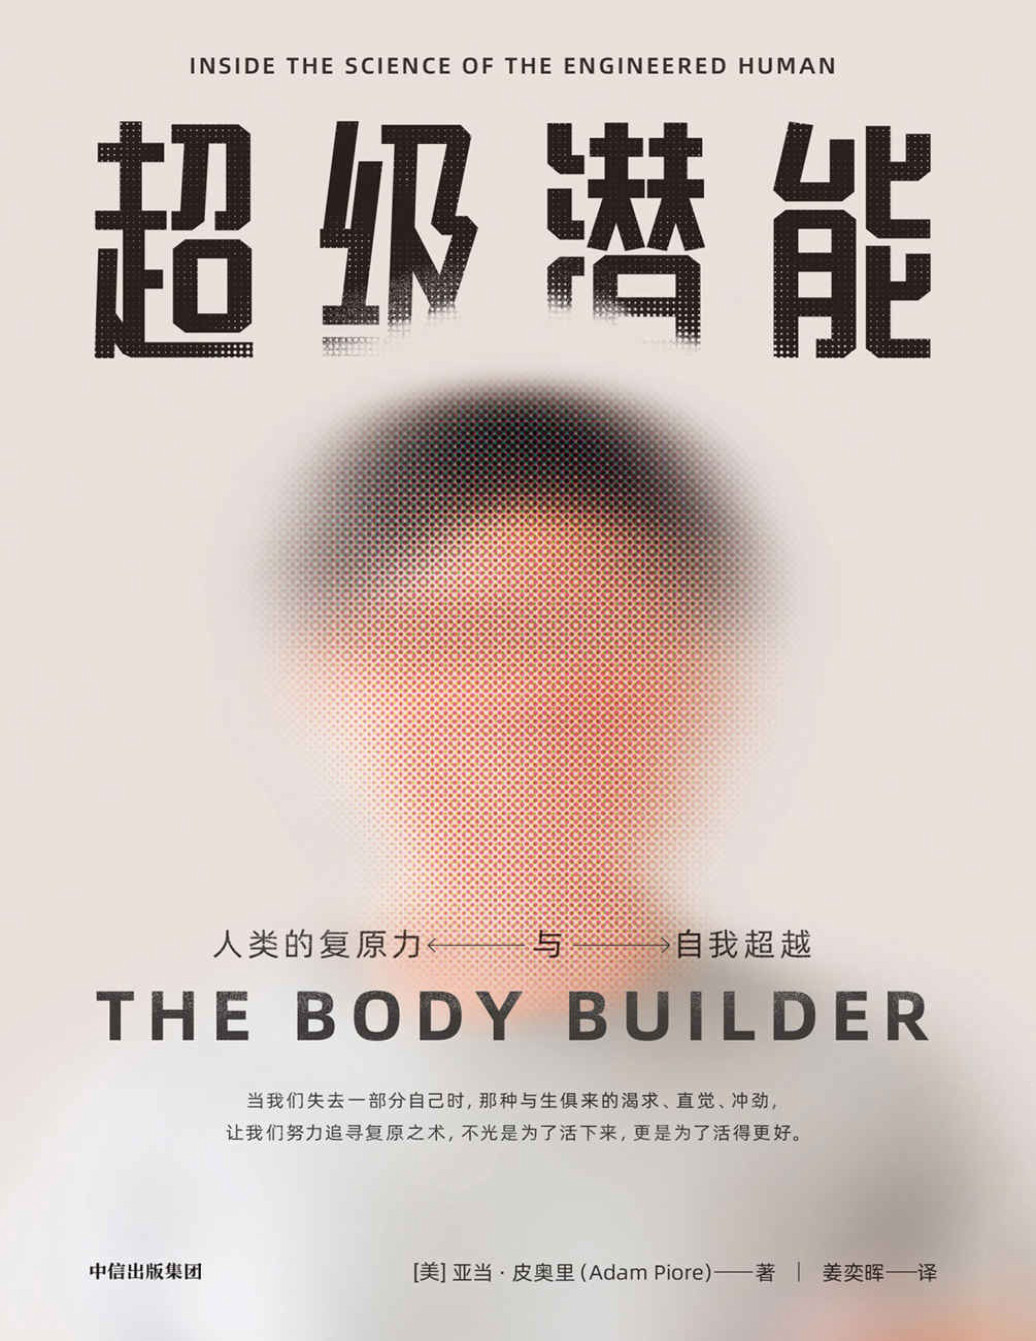 INSIDE THE SCIENCE OF THE ENGINEERED HUMAN
超级潜能
人类的复原力←——与——→自我超越
THE BODY BUILDER
当我们失去一部分自己时,那种与生俱来的渴求、直觉、冲劲,
让我们努力追寻复原之术,不光是为了活下来,更是为了活得更好。
中信出版集团
[美] 亚当·皮奥里(Adam Piore)——著 | 姜奕晖——译